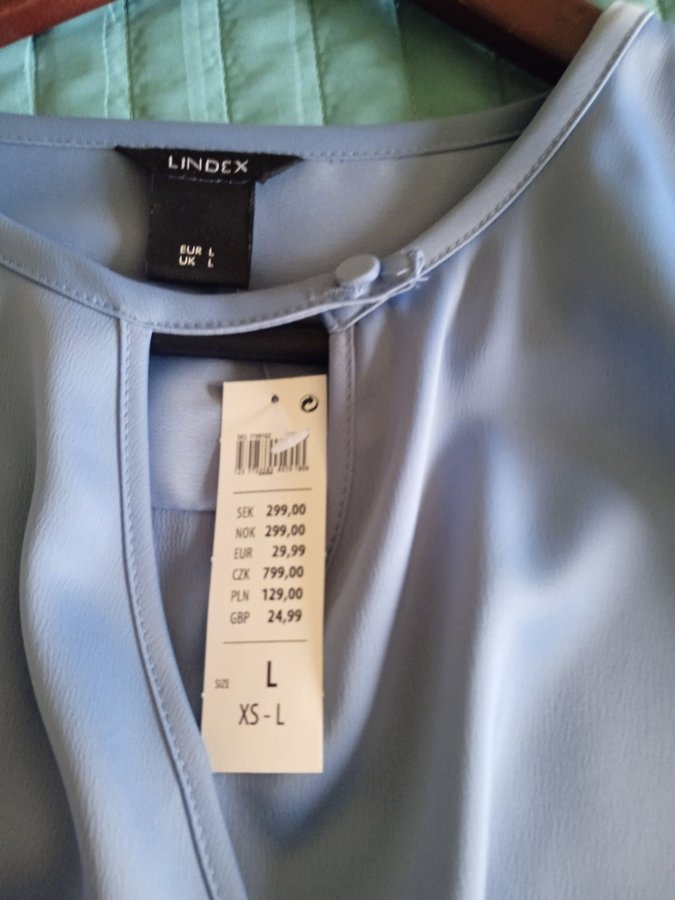 LINDEX
EUR L
UK L
SEK 299,00
NOK 299,00
EUR 29,99
CZK 799,00
PLN 129,00
GBP 24,99
SIZE L
XS - L